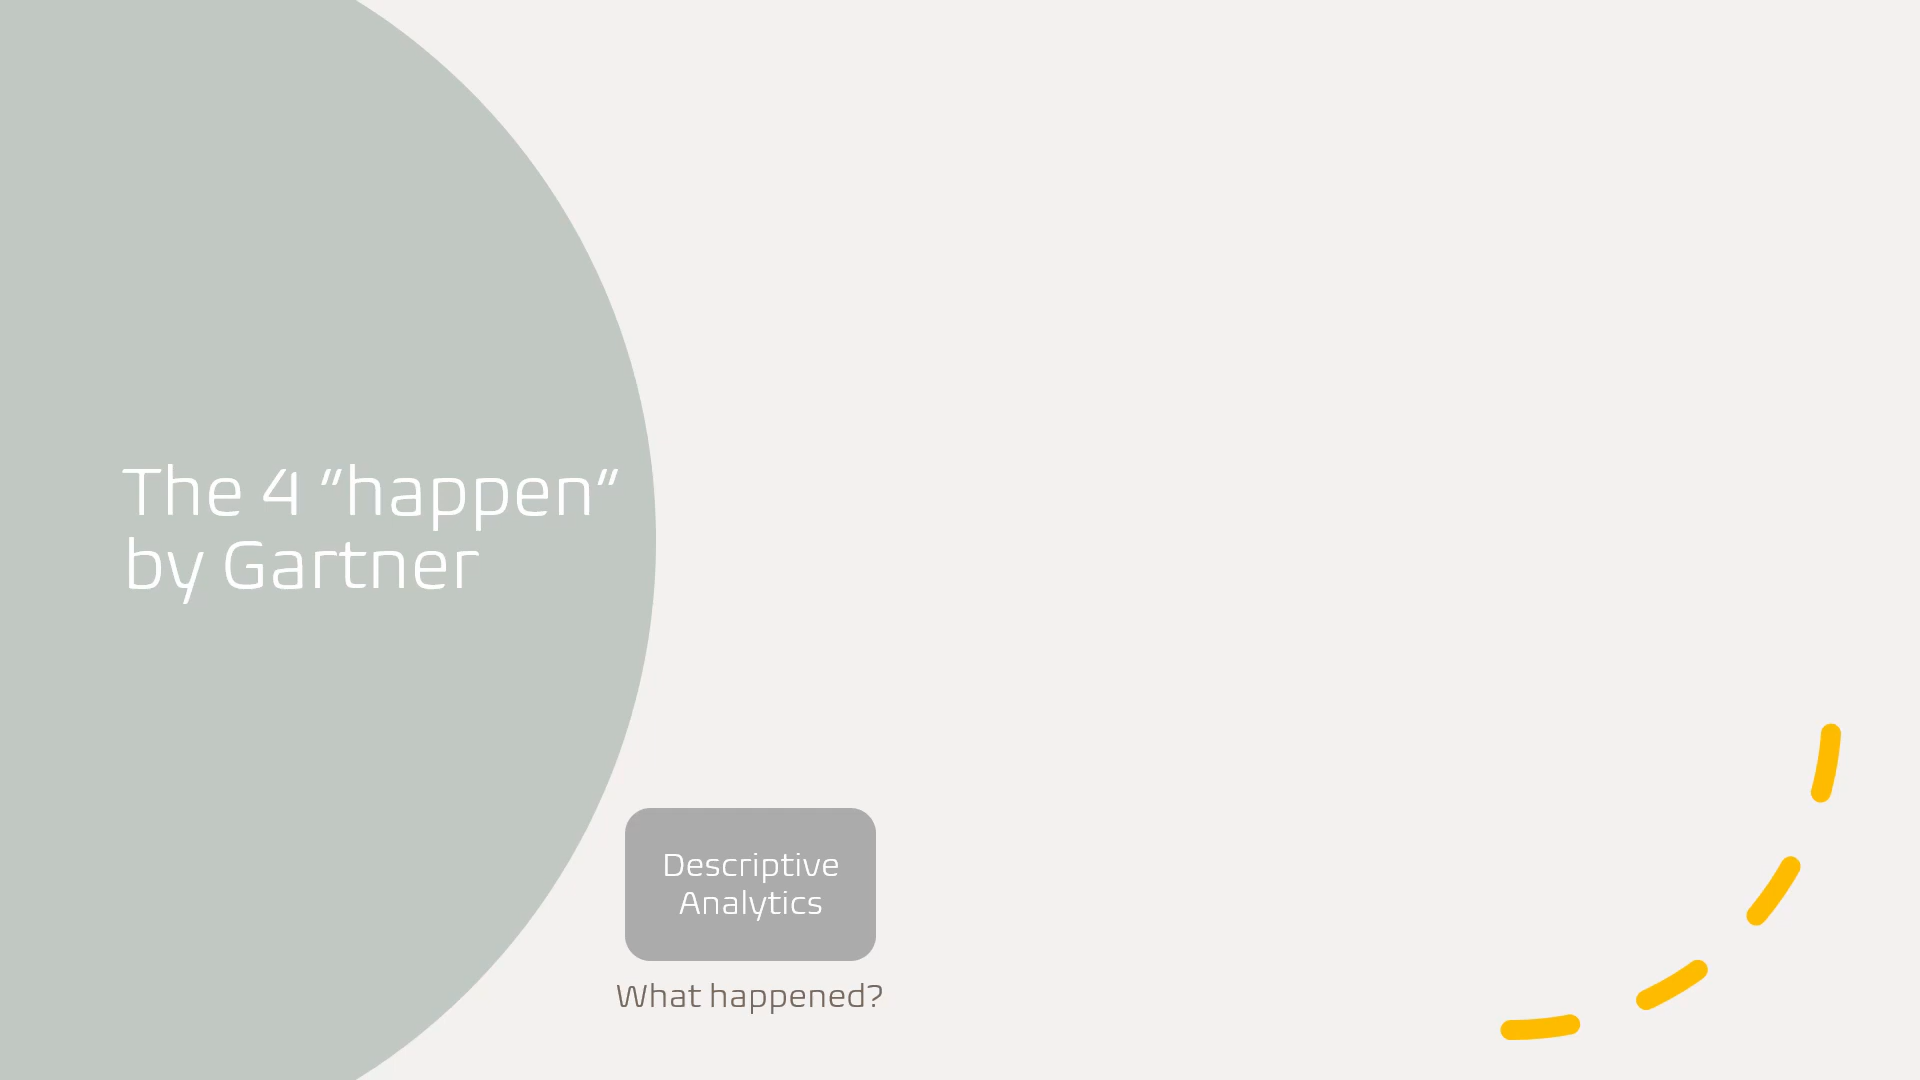 The 4 “happen“
by Gartner
Descriptive
Analytics
What happened?